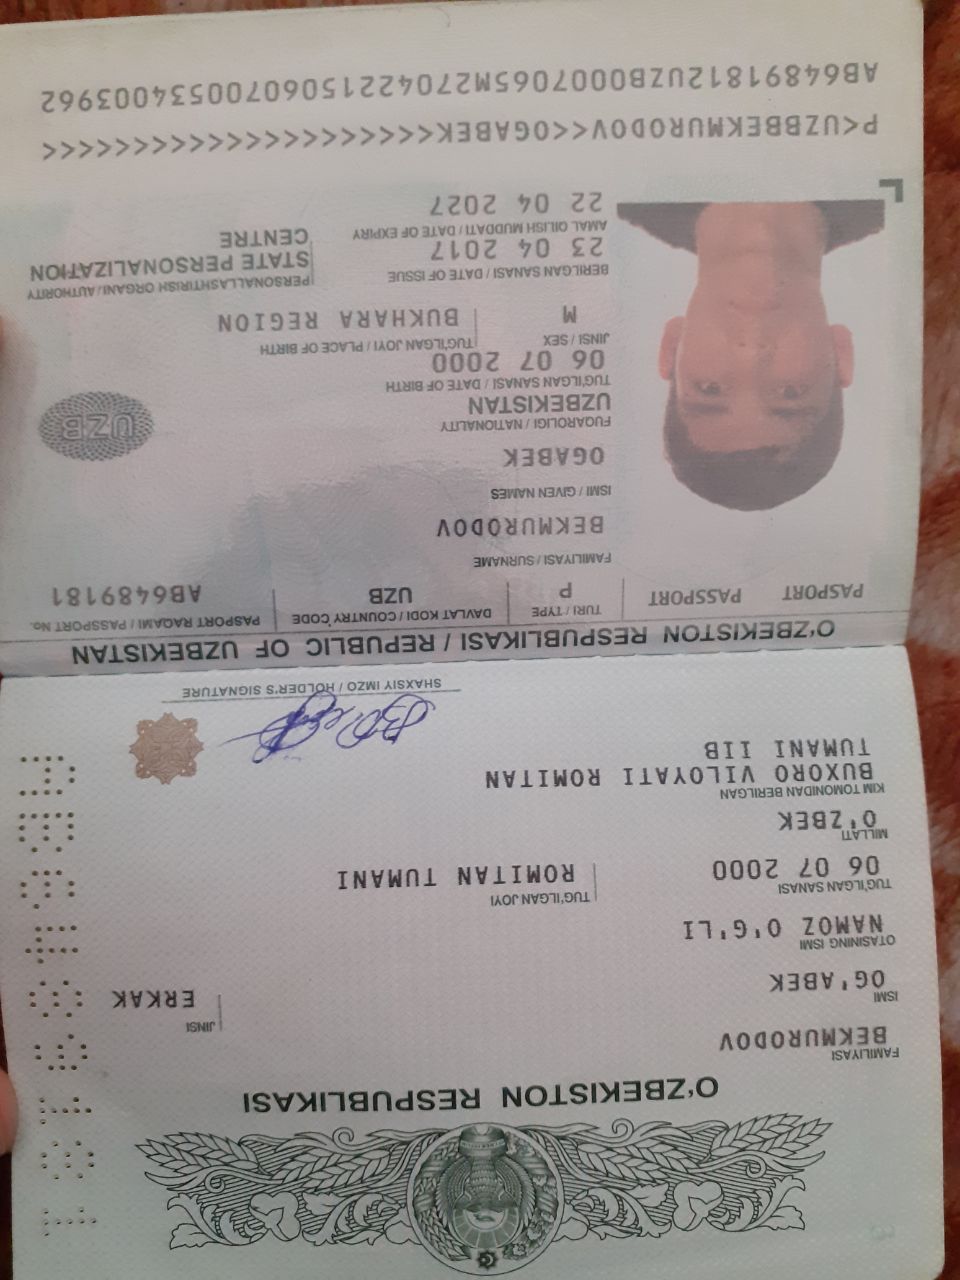 O'ZBEKISTON RESPUBLIKASI
FAMILIYASI
BEKMURODOV
ISMI
OG'ABEK
JINSI
ERKAK
OTASINING ISMI
NAMOZ O'G'LI
TUG'ILGAN SANASI
06 07 2000
TUG'ILGAN JOYI
ROMITAN TUMANI
MILLATI
O'ZBEK
KIM TOMONIDAN BERILGAN
BUXORO VILOYATI ROMITAN
TUMANI IIB
SHAXSIY IMZO / HOLDER'S SIGNATURE
O'ZBEKISTON RESPUBLIKASI / REPUBLIC OF UZBEKISTAN
PASSPORT PASSPORT
TURI / TYPE
P
DAVLAT KODI / COUNTRY CODE
UZB
PASPORT RAQAMI / PASSPORT No.
AB6489181
FAMILIYASI / SURNAME
BEKMURODOV
ISMI / GIVEN NAMES
OGABEK
FUQAROLIGI / NATIONALITY
UZBEKISTAN
UZB
TUG'ILGAN SANASI / DATE OF BIRTH
06 07 2000
JINSI / SEX
M
TUG'ILGAN JOYI / PLACE OF BIRTH
BUKHARA REGION
BERILGAN SANASI / DATE OF ISSUE
23 04 2017
PERSONALLASHTIRISH ORGANI / AUTHORITY
STATE PERSONALIZATION
CENTRE
AMAL QILISH MUDDATI / DATE OF EXPIRY
22 04 2027
P<UZBBEKMURODOV<<OGABEK<<<<<<<<<<<<<<<<<<<<<
AB64891812UZB0007065M27042215060700534003962